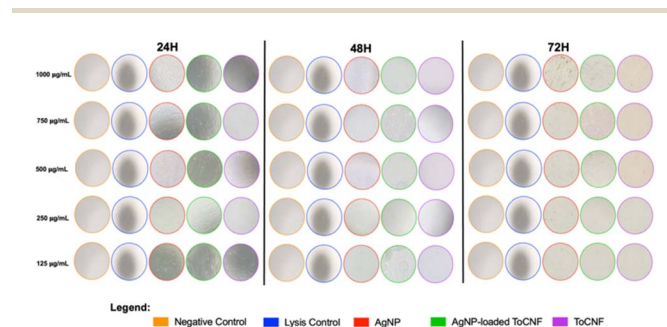 24H 48H 72H
1000 µg/mL
750 µg/mL
500 µg/mL
250 µg/mL
125 µg/mL
Legend:
Negative Control Lysis Control AgNP AgNP-loaded ToCNF ToCNF